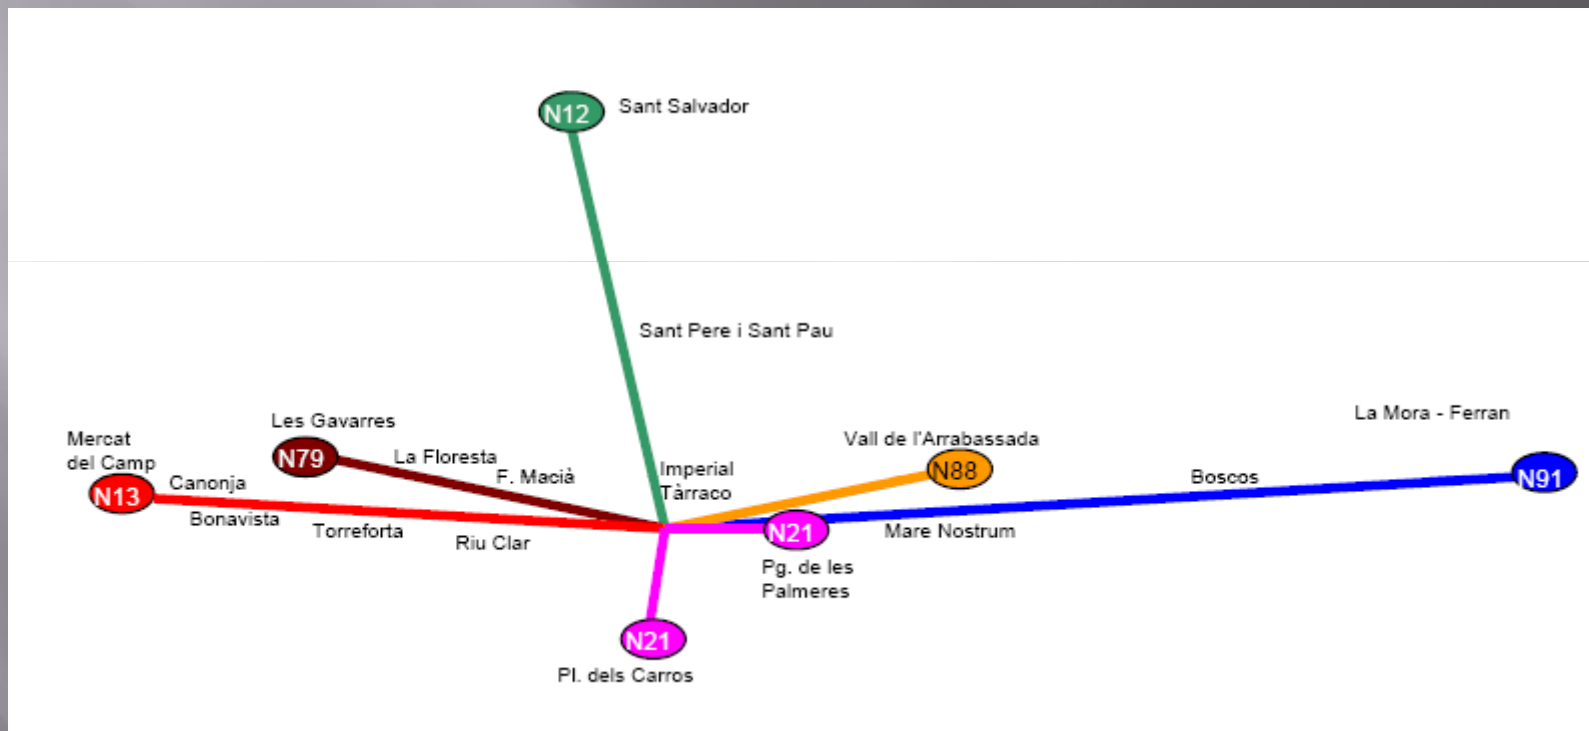 N12
Sant Salvador
Sant Pere i Sant Pau
La Mora - Ferran
Les Gavarres
Mercat
del Camp
Vall de l'Arrabassada
N79
La Floresta
F. Macià
Imperial
Tàrraco
N88
Boscos
N91
N13
Canonja
Bonavista
Torreforta
Riu Clar
N21
Mare Nostrum
Pg. de les
Palmeres
N21
Pl. dels Carros